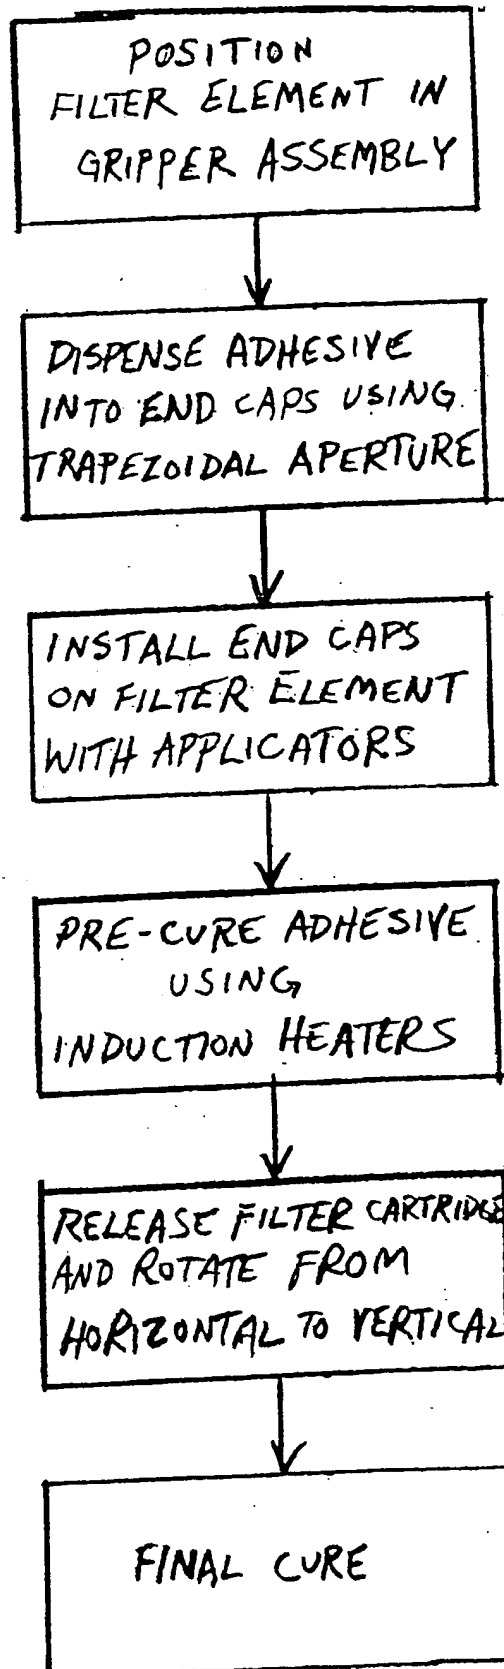 POSITION
FILTER ELEMENT IN
GRIPPER ASSEMBLY
DISPENSE ADHESIVE
INTO END CAPS USING
TRAPEZOIDAL APERTURE
INSTALL END CAPS
ON FILTER ELEMENT
WITH APPLICATORS
PRE-CURE ADHESIVE
USING
INDUCTION HEATERS
RELEASE FILTER CARTRIDGE
AND ROTATE FROM
HORIZONTAL TO VERTICAL
FINAL CURE